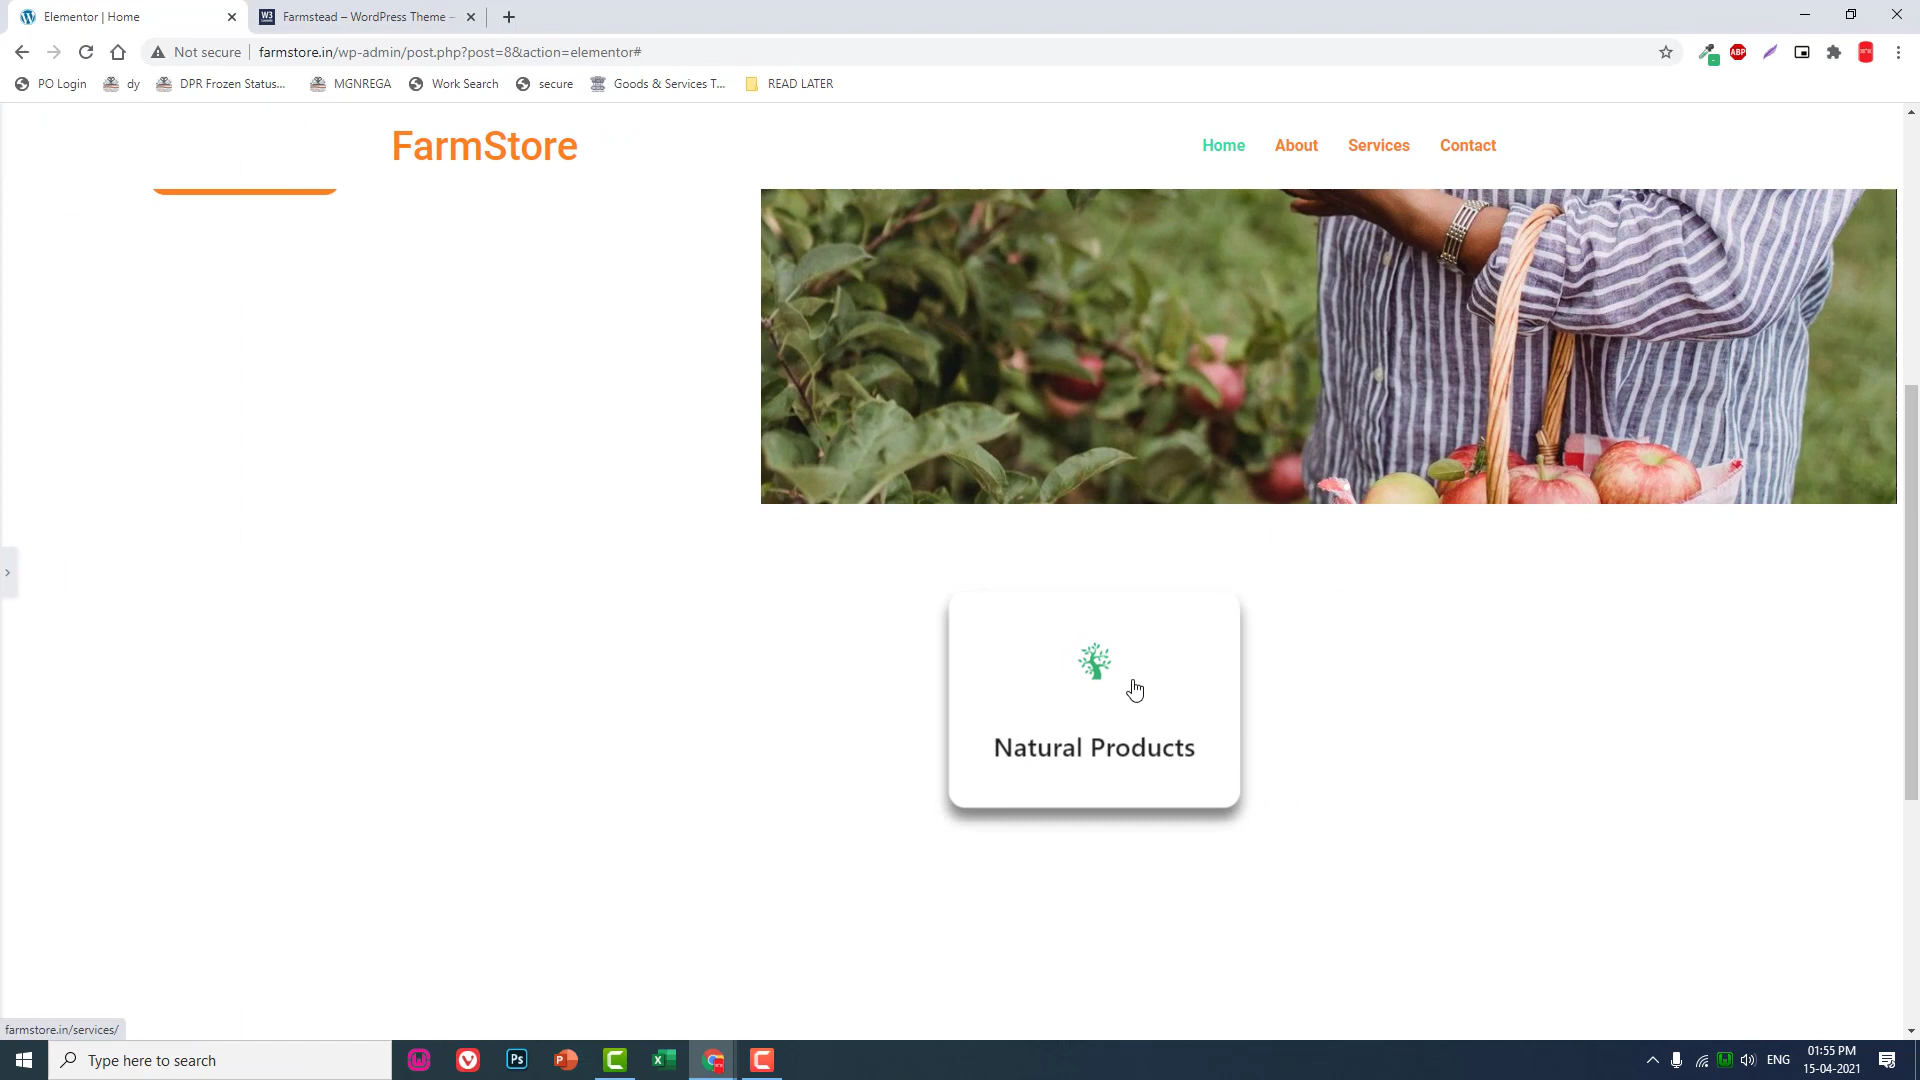 Elementor | Home
Farmstead – WordPress Theme –
Not secure
farmstore.in/wp-admin/post.php?post=8&action=elementor#
ABP
PO Login
dy
DPR Frozen Status...
MGNREGA
Work Search
secure
Goods & Services T...
READ LATER
FarmStore
Home
About
Services
Contact
Natural Products
farmstore.in/services/
Type here to search
Ps
ENG
01:55 PM
15-04-2021